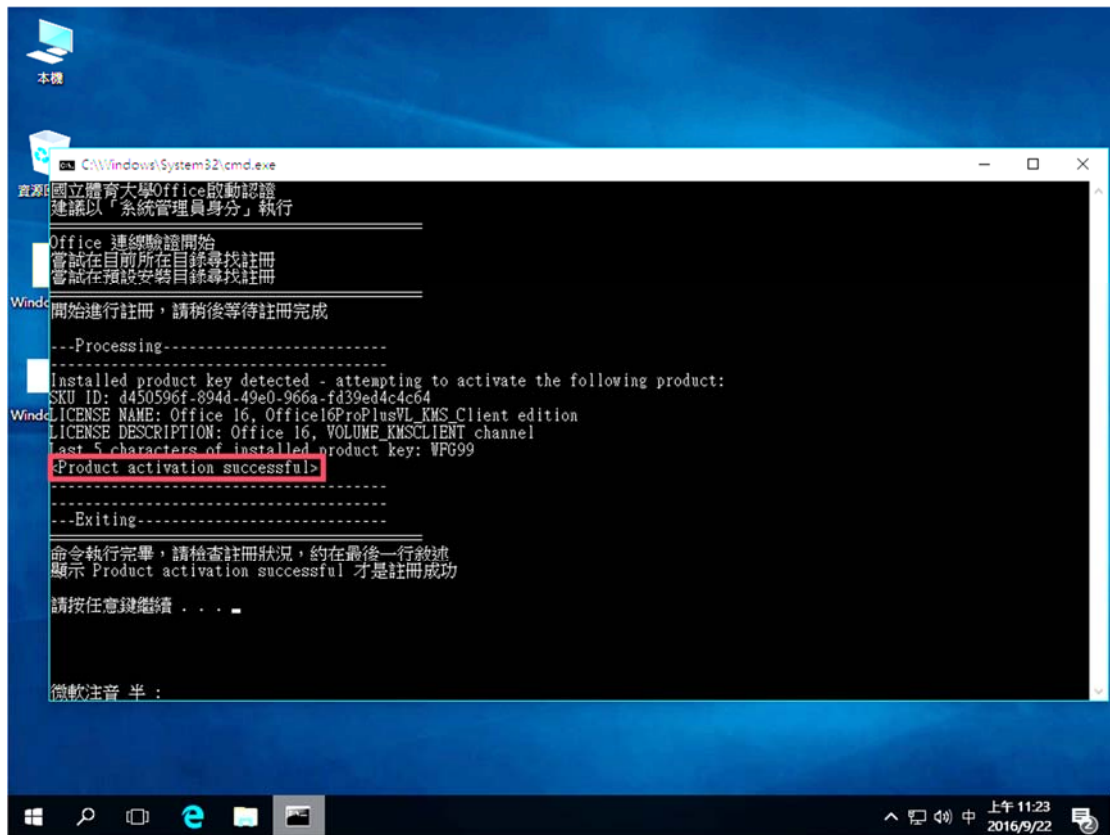 本機
C:\Windows\System32\cmd.exe
資源
國立體育大學Office啟動認證
建議以「系統管理員身分」執行
Office 連線驗證開始
嘗試在目前所在目錄尋找註冊
嘗試在預設安裝目錄尋找註冊
Windo
開始進行註冊，請稍後等待註冊完成
---Processing--------------------------
---------------------------------------
Installed product key detected - attempting to activate the following product:
SKU ID: d450596f-894d-49e0-966a-fd39ed4c4c64
Windo
LICENSE NAME: Office 16, Office16ProPlusVL_KMS_Client edition
LICENSE DESCRIPTION: Office 16, VOLUME_KMSCLIENT channel
Last 5 characters of installed product key: WFG99
<Product activation successful>
---------------------------------------
---------------------------------------
---Exiting-----------------------------
命令執行完畢，請檢查註冊狀況，約在最後一行敘述
顯示 Product activation successful 才是註冊成功
請按任意鍵繼續 . . .
微軟注音 半 :
中
上午 11:23
2016/9/22
2